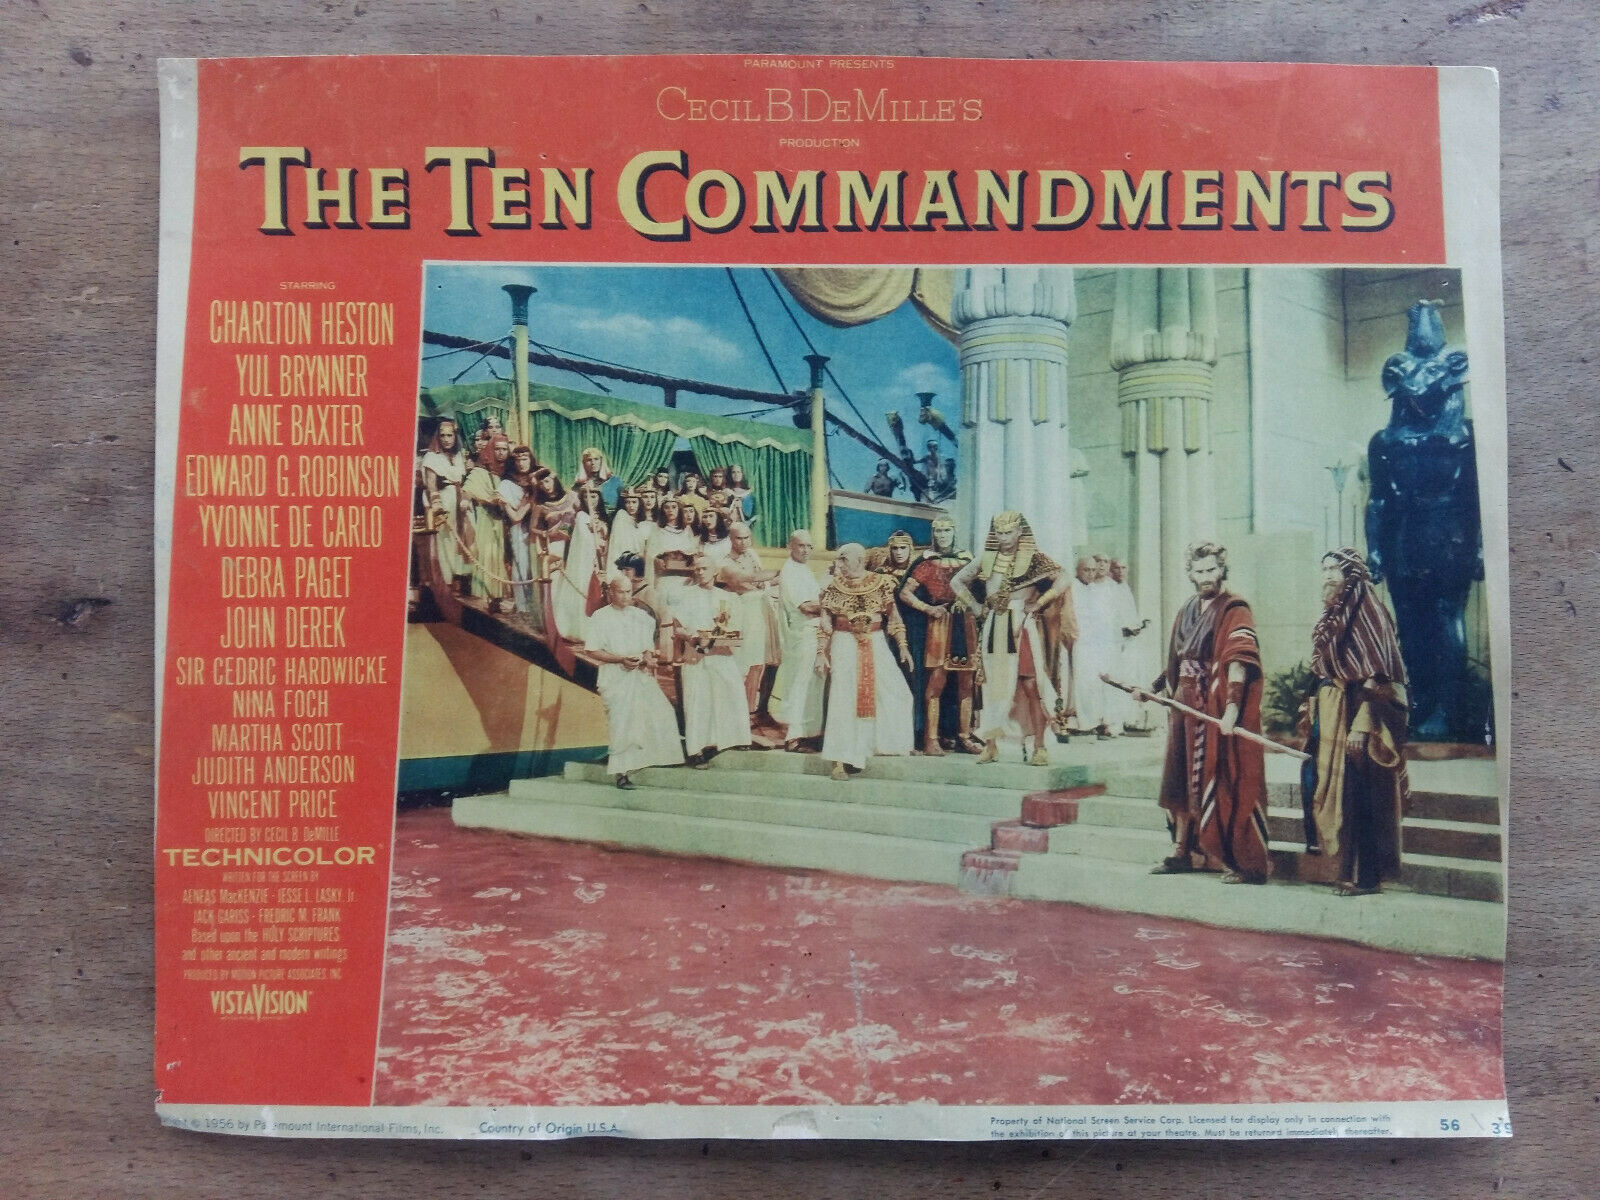 PARAMOUNT PRESENTS
CECIL B. DEMILLE'S
PRODUCTION
THE TEN COMMANDMENTS
STARRING
CHARLTON HESTON
YUL BRYNNER
ANNE BAXTER
EDWARD G. ROBINSON
YVONNE DE CARLO
DEBRA PAGET
JOHN DEREK
SIR CEDRIC HARDWICKE
NINA FOCH
MARTHA SCOTT
JUDITH ANDERSON
VINCENT PRICE
DIRECTED BY CECIL B. DeMILLE
TECHNICOLOR®
WRITTEN FOR THE SCREEN BY
AENEAS MacKENZIE · JESSE L. LASKY Jr.
JACK GARISS · FREDRIC M. FRANK
Based upon the HOLY SCRIPTURES
and other ancient and modern writings
PRODUCED BY MOTION PICTURE ASSOCIATES, INC.
VISTAVISION
© 1956 by Paramount International Films, Inc.
Country of Origin U.S.A.
Property of National Screen Service Corp. Licensed for display only in connection with
the exhibition of this picture at your theatre. Must be returned immediately thereafter.
56